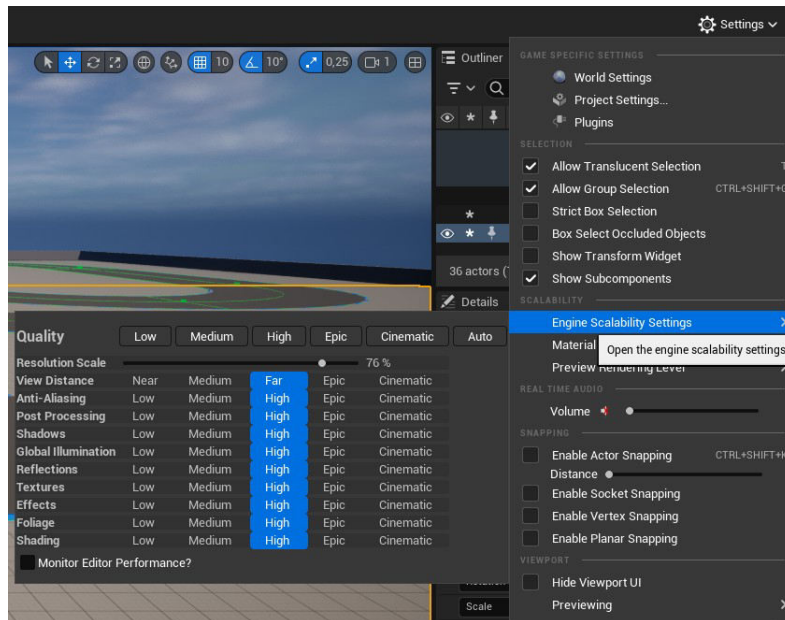 Settings
10
10°
0,25
1
Outliner
36 actors (
Details
Scale
GAME SPECIFIC SETTINGS
World Settings
Project Settings...
Plugins
SELECTION
Allow Translucent Selection T
Allow Group Selection CTRL+SHIFT+
Strict Box Selection
Box Select Occluded Objects
Show Transform Widget
Show Subcomponents
SCALABILITY
Engine Scalability Settings
Material
Open the engine scalability settings
Preview Rendering Level
REAL TIME AUDIO
Volume
SNAPPING
Enable Actor Snapping CTRL+SHIFT+K
Distance
Enable Socket Snapping
Enable Vertex Snapping
Enable Planar Snapping
VIEWPORT
Hide Viewport UI
Previewing
Quality Low Medium High Epic Cinematic Auto
Resolution Scale 76 %
View Distance Near Medium Far Epic Cinematic
Anti-Aliasing Low Medium High Epic Cinematic
Post Processing Low Medium High Epic Cinematic
Shadows Low Medium High Epic Cinematic
Global Illumination Low Medium High Epic Cinematic
Reflections Low Medium High Epic Cinematic
Textures Low Medium High Epic Cinematic
Effects Low Medium High Epic Cinematic
Foliage Low Medium High Epic Cinematic
Shading Low Medium High Epic Cinematic
Monitor Editor Performance?